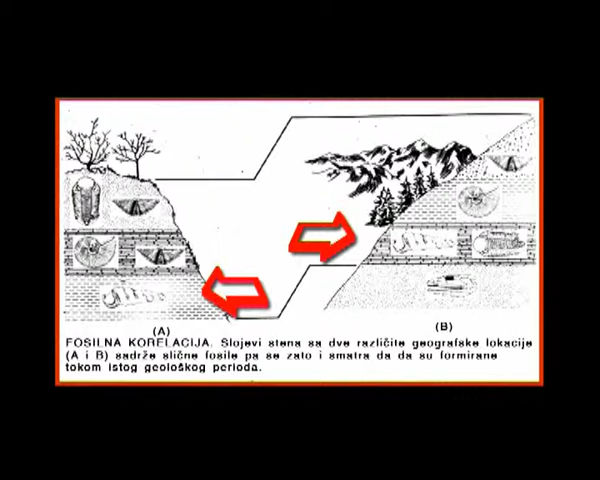 (A)
(B)
FOSILNA KORELACIJA. Slojevi stena sa dve različite geografske lokacije
(A i B) sadrže slične fosile pa se zato i smatra da da su formirane
tokom istog geološkog perioda.